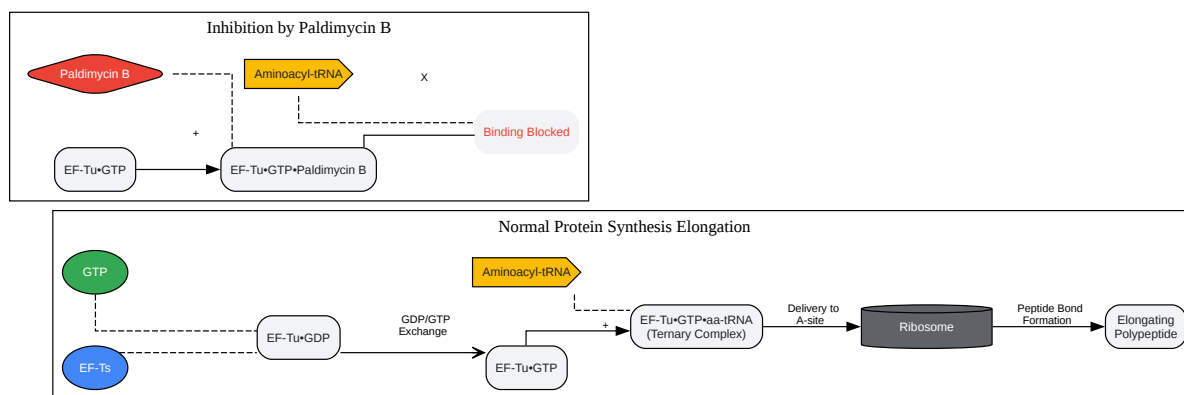 Inhibition by Paldimycin B
Paldimycin B
Aminoacyl-tRNA
X
Binding Blocked
+
EF-Tu•GTP
EF-Tu•GTP•Paldimycin B
Normal Protein Synthesis Elongation
GTP
Aminoacyl-tRNA
EF-Tu•GDP
GDP/GTP
Exchange
+
EF-Tu•GTP•aa-tRNA
(Ternary Complex)
Delivery to
A-site
Ribosome
Peptide Bond
Formation
Elongating
Polypeptide
EF-Ts
EF-Tu•GTP